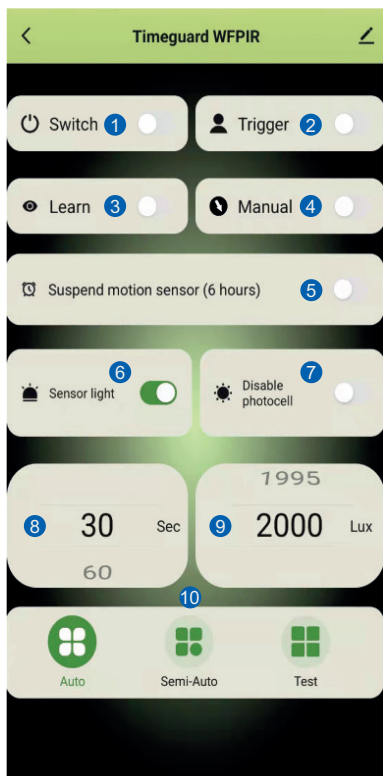 Timeguard WFPIR
Switch 1
Trigger 2
Learn 3
Manual 4
Suspend motion sensor (6 hours) 5
6
Sensor light
7
Disable
photocell
1995
8 30 Sec
9 2000 Lux
60
10
Auto
Semi-Auto
Test